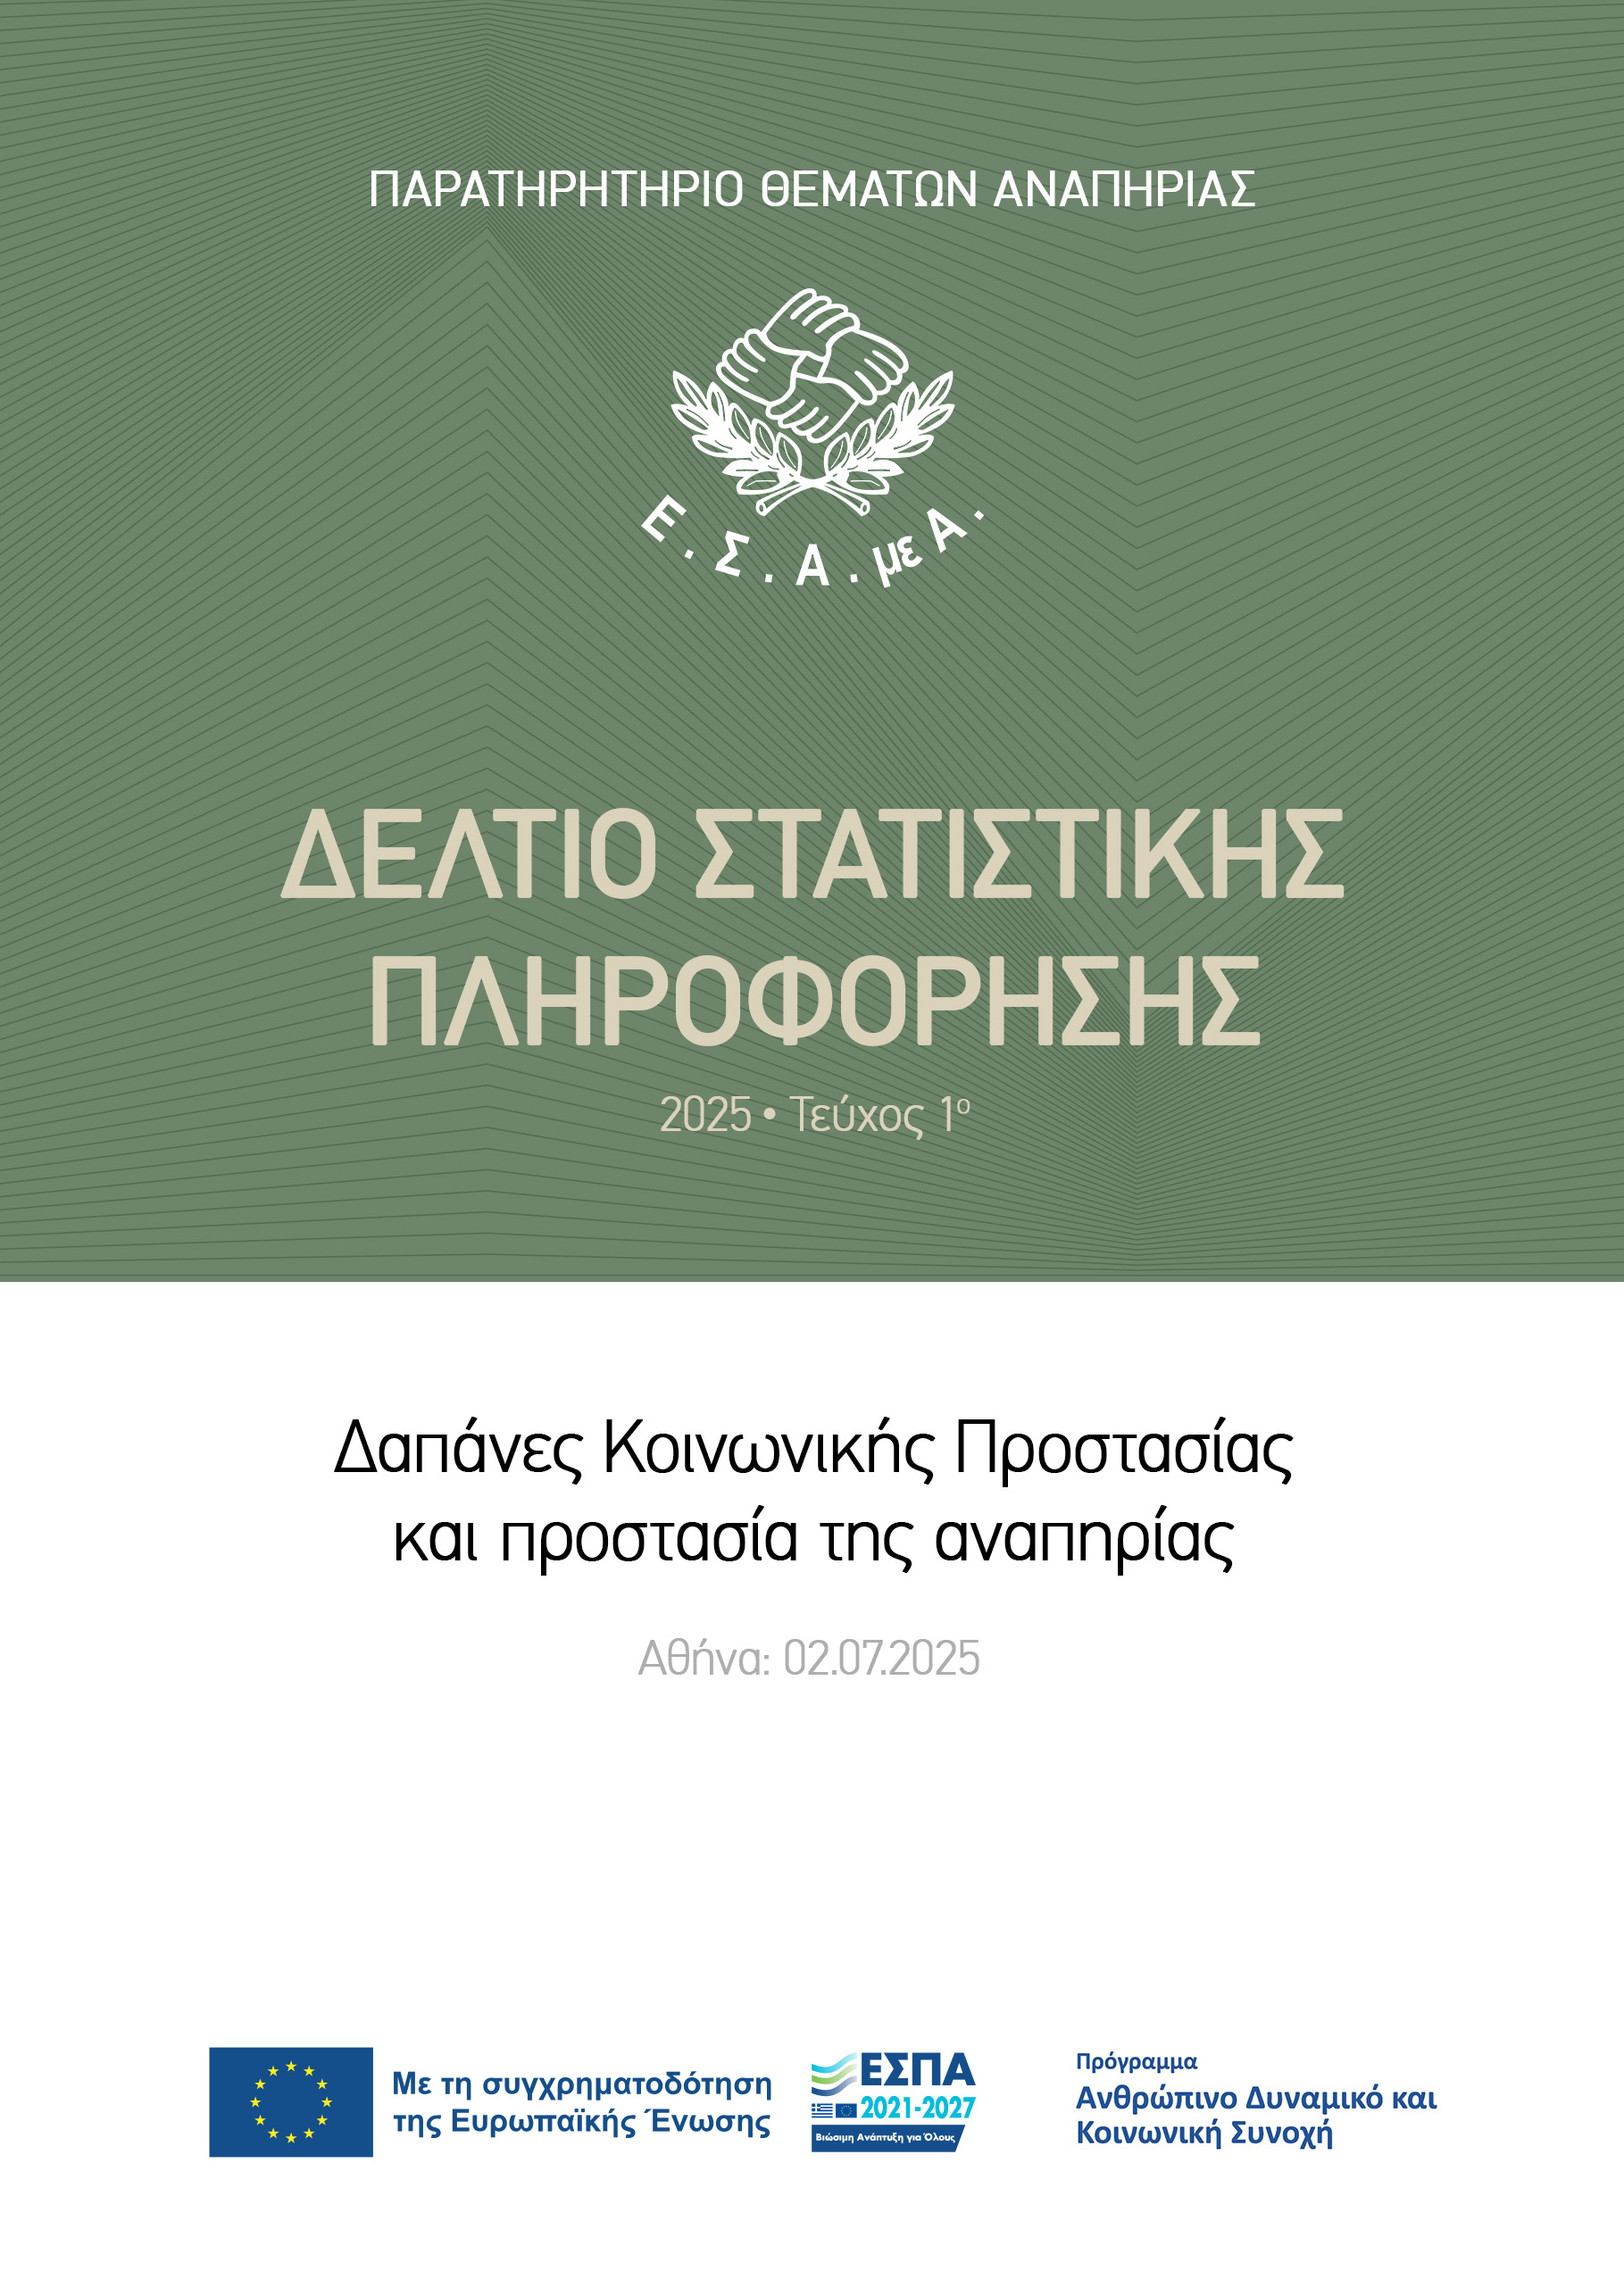 ΠΑΡΑΤΗΡΗΤΗΡΙΟ ΘΕΜΑΤΩΝ ΑΝΑΠΗΡΙΑΣ
Ε.Σ.Α.μεΑ.
ΔΕΛΤΙΟ ΣΤΑΤΙΣΤΙΚΗΣ
ΠΛΗΡΟΦΟΡΗΣΗΣ
2025 • Τεύχος 1ο
Δαπάνες Κοινωνικής Προστασίας
και προστασία της αναπηρίας
Αθήνα: 02.07.2025
Με τη συγχρηματοδότηση
της Ευρωπαϊκής Ένωσης
ΕΣΠΑ
2021-2027
Βιώσιμη Ανάπτυξη για Όλους
Πρόγραμμα
Ανθρώπινο Δυναμικό και
Κοινωνική Συνοχή